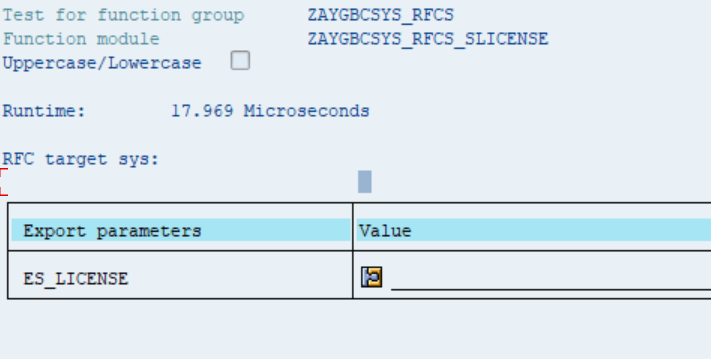 Test for function group ZAYGBCSYS_RFCS
Function module ZAYGBCSYS_RFCS_SLICENSE
Uppercase/Lowercase
Runtime: 17.969 Microseconds
RFC target sys:
Export parameters Value
ES_LICENSE